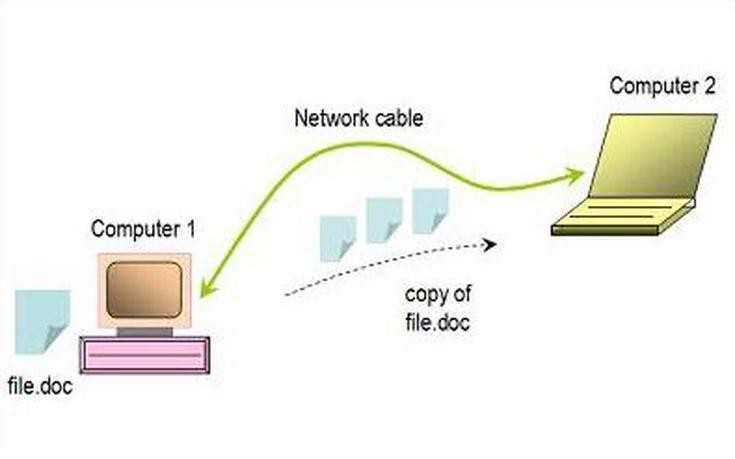 Computer 2
Network cable
Computer 1
copy of
file.doc
file.doc